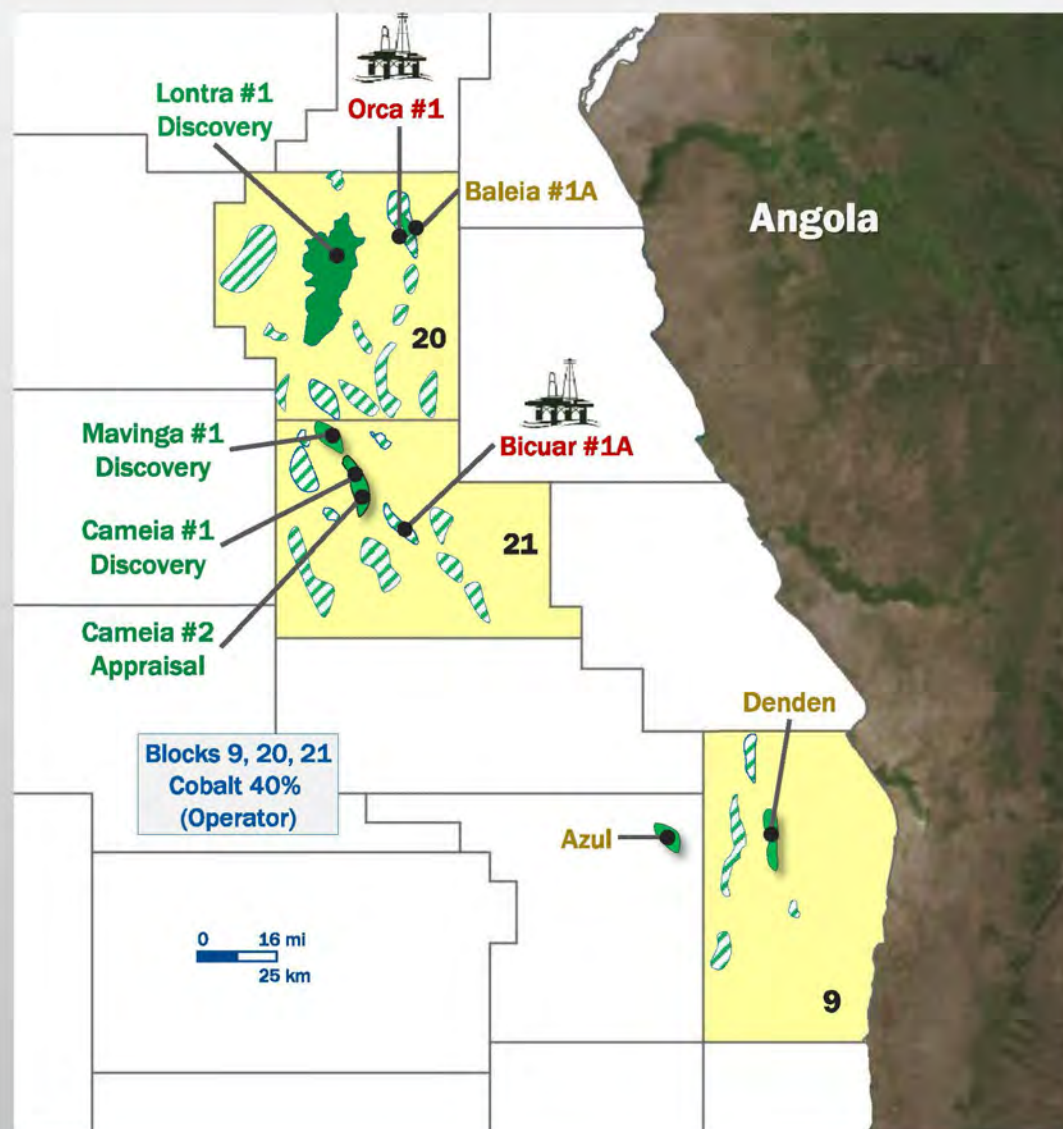 Lontra #1
Discovery
Orca #1
Baleia #1A
Angola
20
Mavinga #1
Discovery
Bicuar #1A
Cameia #1
Discovery
21
Cameia #2
Appraisal
Denden
Blocks 9, 20, 21
Cobalt 40%
(Operator)
Azul
0 16 mi
25 km
9